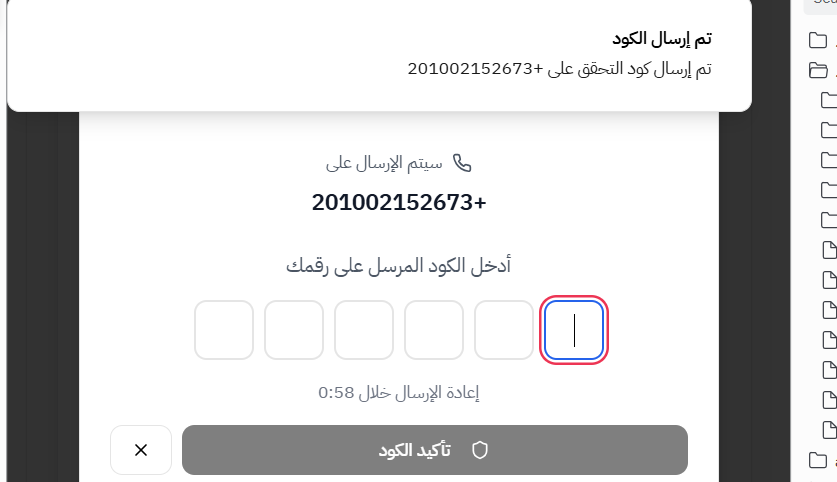 تم إرسال الكود
تم إرسال كود التحقق على +201002152673
سيتم الإرسال على
201002152673+
أدخل الكود المرسل على رقمك
إعادة الإرسال خلال 0:58
تأكيد الكود